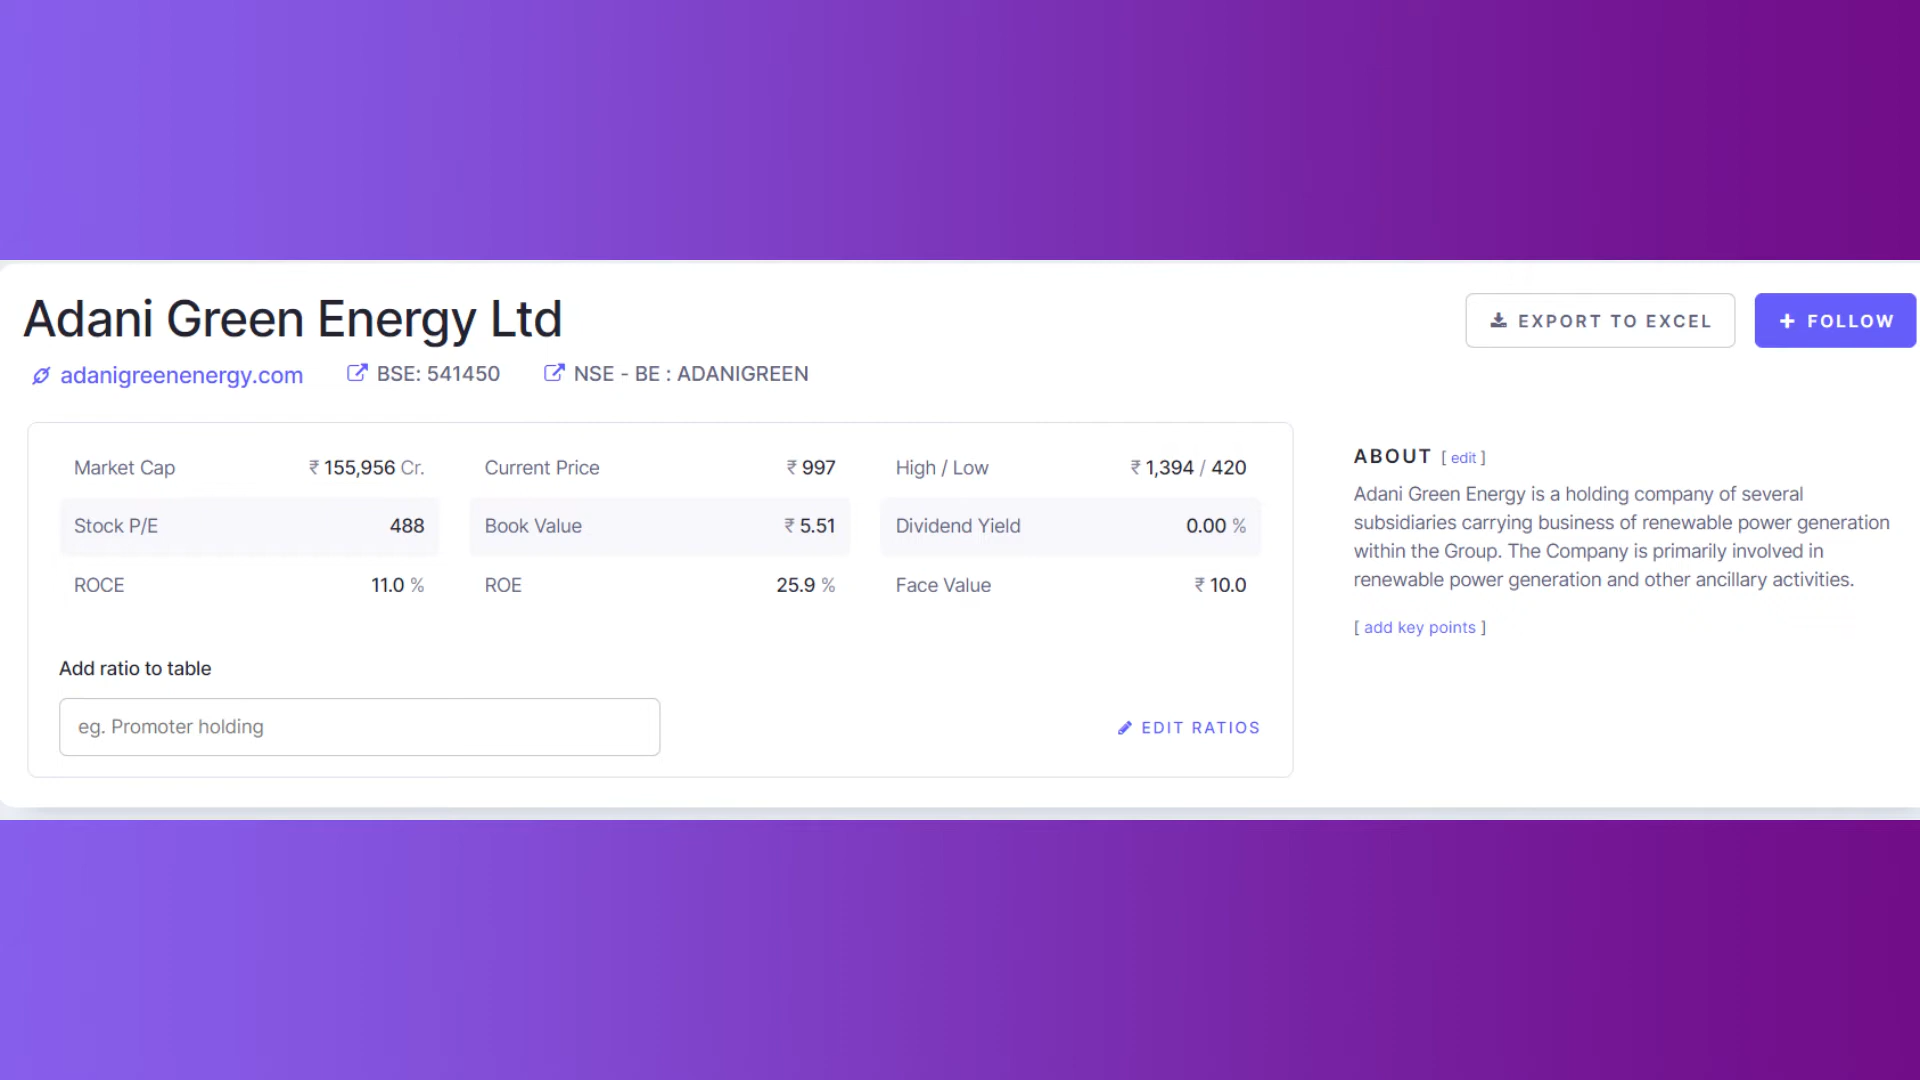 Adani Green Energy Ltd
EXPORT TO EXCEL
+ FOLLOW
adanigreenenergy.com BSE: 541450 NSE - BE : ADANIGREEN
Market Cap ₹ 155,956 Cr. Current Price ₹ 997 High / Low ₹ 1,394 / 420
Stock P/E 488 Book Value ₹ 5.51 Dividend Yield 0.00 %
ROCE 11.0 % ROE 25.9 % Face Value ₹ 10.0
Add ratio to table
eg. Promoter holding
EDIT RATIOS
ABOUT [ edit ]
Adani Green Energy is a holding company of several
subsidiaries carrying business of renewable power generation
within the Group. The Company is primarily involved in
renewable power generation and other ancillary activities.
[ add key points ]